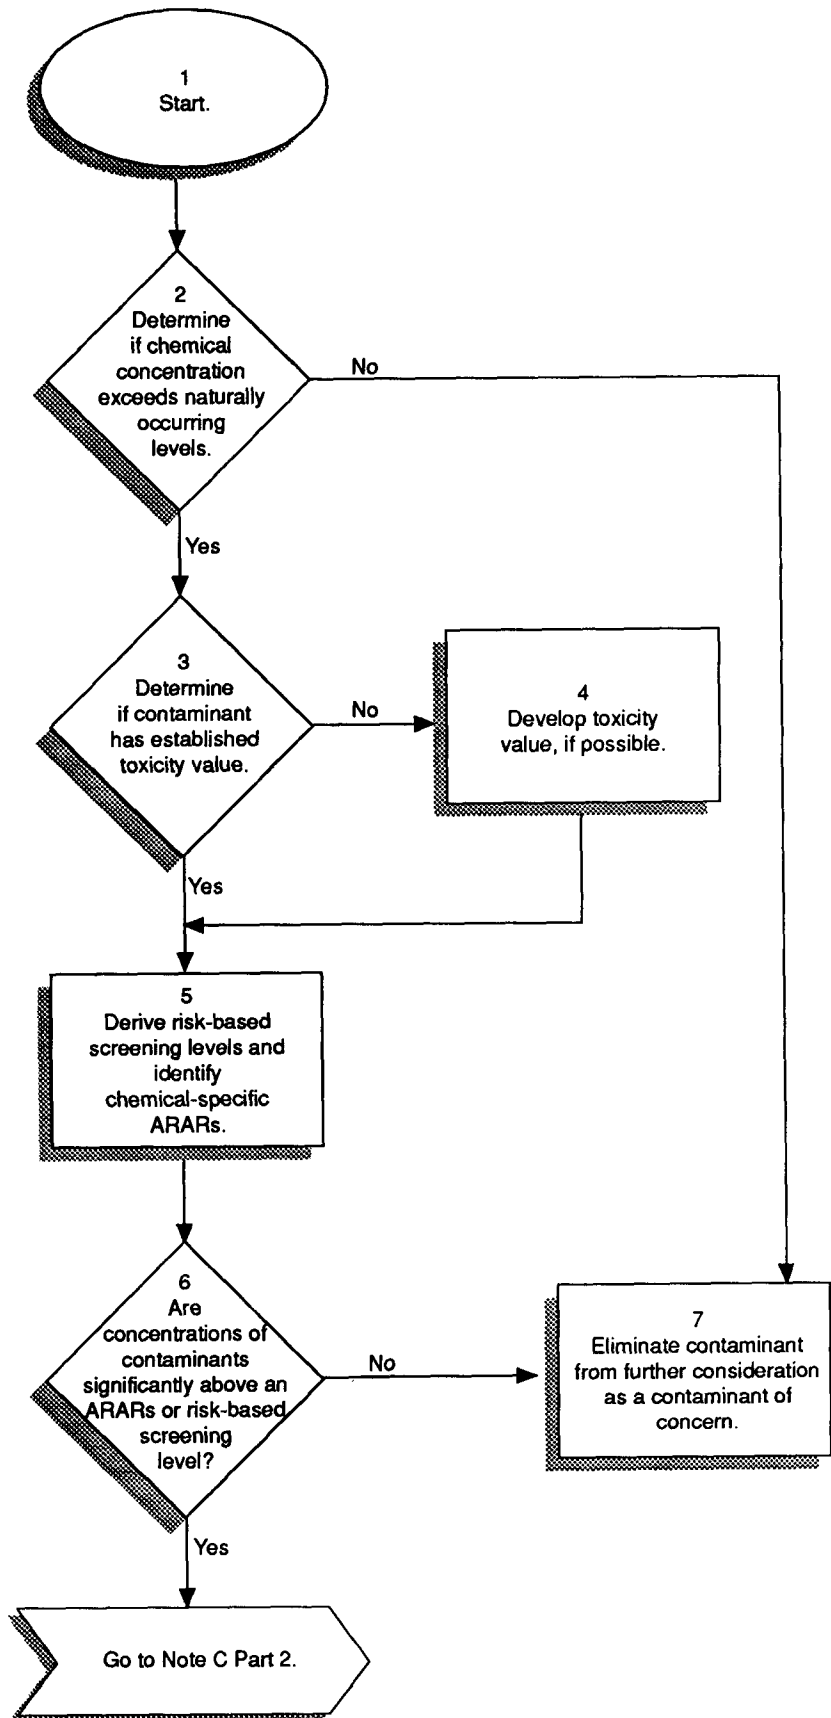 1
Start.
2
Determine
if chemical
concentration
exceeds naturally
occurring
levels.
No
Yes
3
Determine
if contaminant
has established
toxicity value.
No
4
Develop toxicity
value, if possible.
Yes
5
Derive risk-based
screening levels and
identify
chemical-specific
ARARs.
6
Are
concentrations of
contaminants
significantly above an
ARARs or risk-based
screening
level?
No
7
Eliminate contaminant
from further consideration
as a contaminant of
concern.
Yes
Go to Note C Part 2.